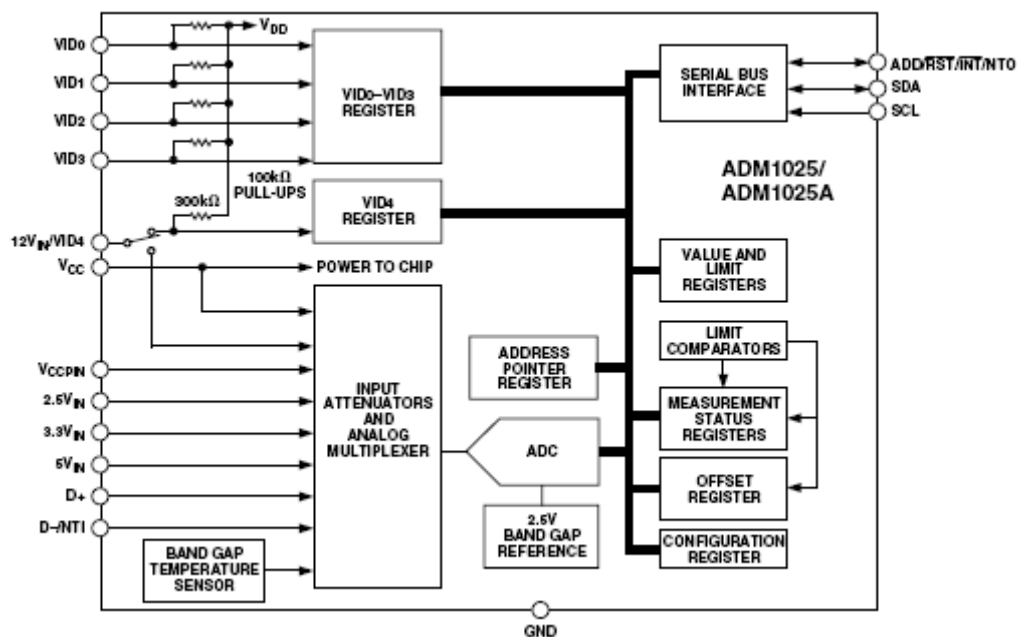 VDD
VID0
VID1
VID2
VID3
VID0–VID3
REGISTER
100kΩ
PULL-UPS
300kΩ
VID4
REGISTER
12VIN/VID4
VCC
POWER TO CHIP
VCCPIN
2.5VIN
3.3VIN
5VIN
D+
D–/NTI
INPUT
ATTENUATORS
AND
ANALOG
MULTIPLEXER
BAND GAP
TEMPERATURE
SENSOR
ADDRESS
POINTER
REGISTER
ADC
2.5V
BAND GAP
REFERENCE
SERIAL BUS
INTERFACE
ADD/RST/INT/NTO
SDA
SCL
ADM1025/
ADM1025A
VALUE AND
LIMIT
REGISTERS
LIMIT
COMPARATORS
MEASUREMENT
STATUS
REGISTERS
OFFSET
REGISTER
CONFIGURATION
REGISTER
GND